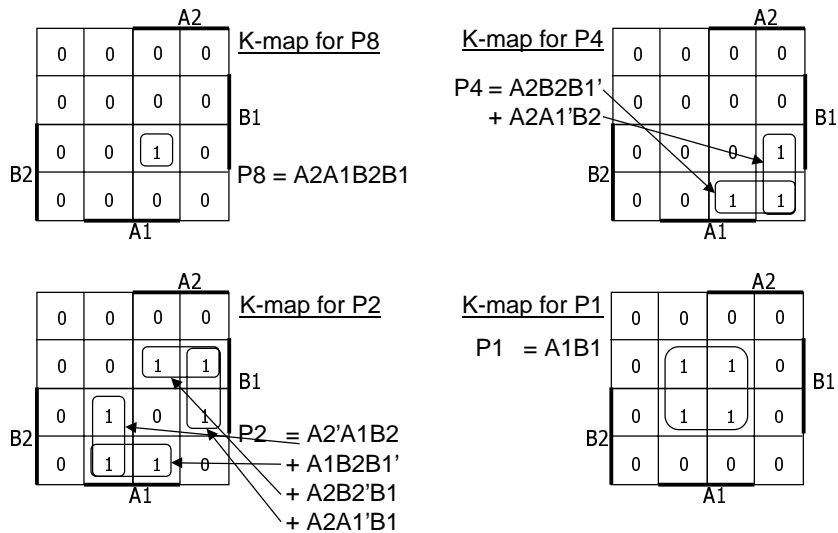 K-map for P8
A2
0 0 0 0
0 0 0 0
0 0 1 0
0 0 0 0
B1
B2
A1
P8 = A2A1B2B1
K-map for P4
A2
P4 = A2B2B1’
+ A2A1’B2
0 0 0 0
0 0 0 0
0 0 0 1
0 0 1 1
B1
B2
A1
K-map for P2
A2
0 0 0 0
0 0 1 1
0 1 0 1
0 1 1 0
B1
B2
A1
P2 = A2’A1B2
+ A1B2B1’
+ A2B2’B1
+ A2A1’B1
K-map for P1
A2
P1 = A1B1
0 0 0 0
0 1 1 0
0 1 1 0
0 0 0 0
B1
B2
A1